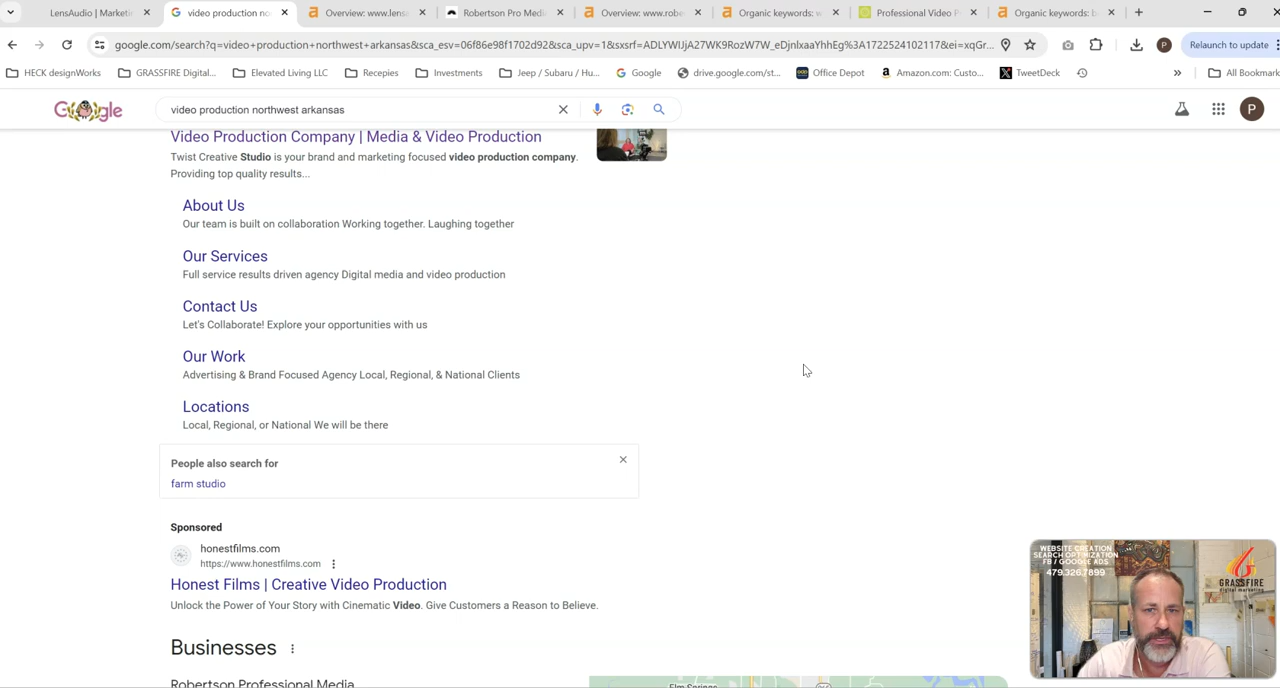 LensAudio | Marketi
video production no
Overview: www.lensa
Robertson Pro Medi
Overview: www.robe
Organic keywords: w
Professional Video P
Organic keywords: b
google.com/search?q=video+production+northwest+arkansas&sca_esv=06f86e98f1702d92&sca_upv=1&sxsrf=ADLYWIJjA27WK9RozW7W_eDjnlxaaYhhEg%3A1722524102117&ei=xqGr...
Relaunch to update
HECK designWorks
GRASSFIRE Digital...
Elevated Living LLC
Recepies
Investments
Jeep / Subaru / Hu...
Google
drive.google.com/st...
Office Depot
Amazon.com: Custo...
TweetDeck
All Bookmark
Google
video production northwest arkansas
P
Video Production Company | Media & Video Production
Twist Creative Studio is your brand and marketing focused video production company.
Providing top quality results...
About Us
Our team is built on collaboration Working together. Laughing together
Our Services
Full service results driven agency Digital media and video production
Contact Us
Let's Collaborate! Explore your opportunities with us
Our Work
Advertising & Brand Focused Agency Local, Regional, & National Clients
Locations
Local, Regional, or National We will be there
People also search for
farm studio
Sponsored
honestfilms.com
https://www.honestfilms.com
Honest Films | Creative Video Production
Unlock the Power of Your Story with Cinematic Video. Give Customers a Reason to Believe.
Businesses
Robertson Professional Media
Elm Springs
WEBSITE CREATION
SEARCH OPTIMIZATION
FB / GOOGLE ADS
479.326.7899
GRASSFIRE
digital marketing